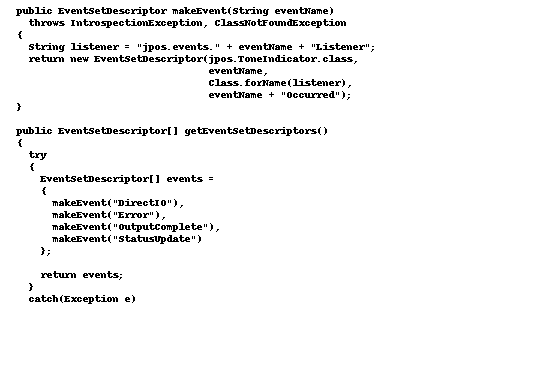 public EventSetDescriptor makeEvent(String eventName)
  throws IntrospectionException, ClassNotFoundException
{
  String listener = "jpos.events." + eventName + "Listener";
  return new EventSetDescriptor(jpos.ToneIndicator.class,
                                eventName,
                                Class.forName(listener),
                                eventName + "Occurred");
}

public EventSetDescriptor[] getEventSetDescriptors()
{
  try
  {
    EventSetDescriptor[] events =
    {
      makeEvent("DirectIO"),
      makeEvent("Error"),
      makeEvent("OutputComplete"),
      makeEvent("StatusUpdate")
    };

    return events;
  }
  catch(Exception e)